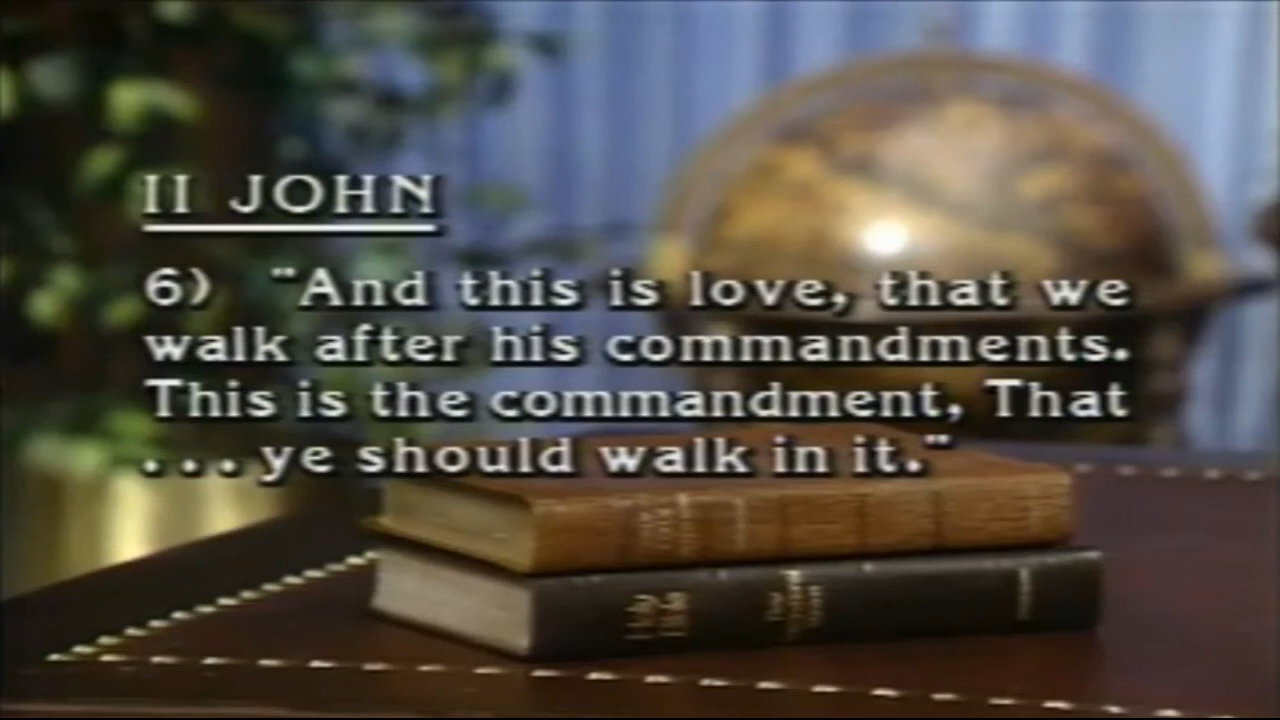 II JOHN
6) "And this is love, that we
walk after his commandments.
This is the commandment, That
...ye should walk in it."